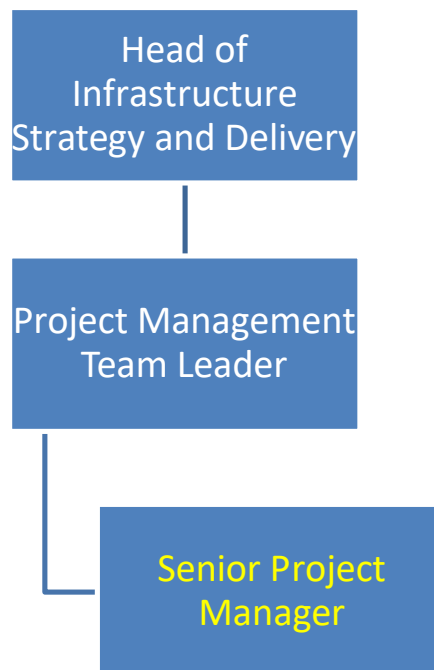 Head of
Infrastructure
Strategy and Delivery
Project Management
Team Leader
Senior Project
Manager